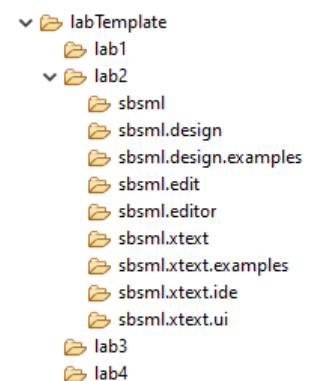 labTemplate
lab1
lab2
sbsml
sbsml.design
sbsml.design.examples
sbsml.edit
sbsml.editor
sbsml.xtext
sbsml.xtext.examples
sbsml.xtext.ide
sbsml.xtext.ui
lab3
lab4